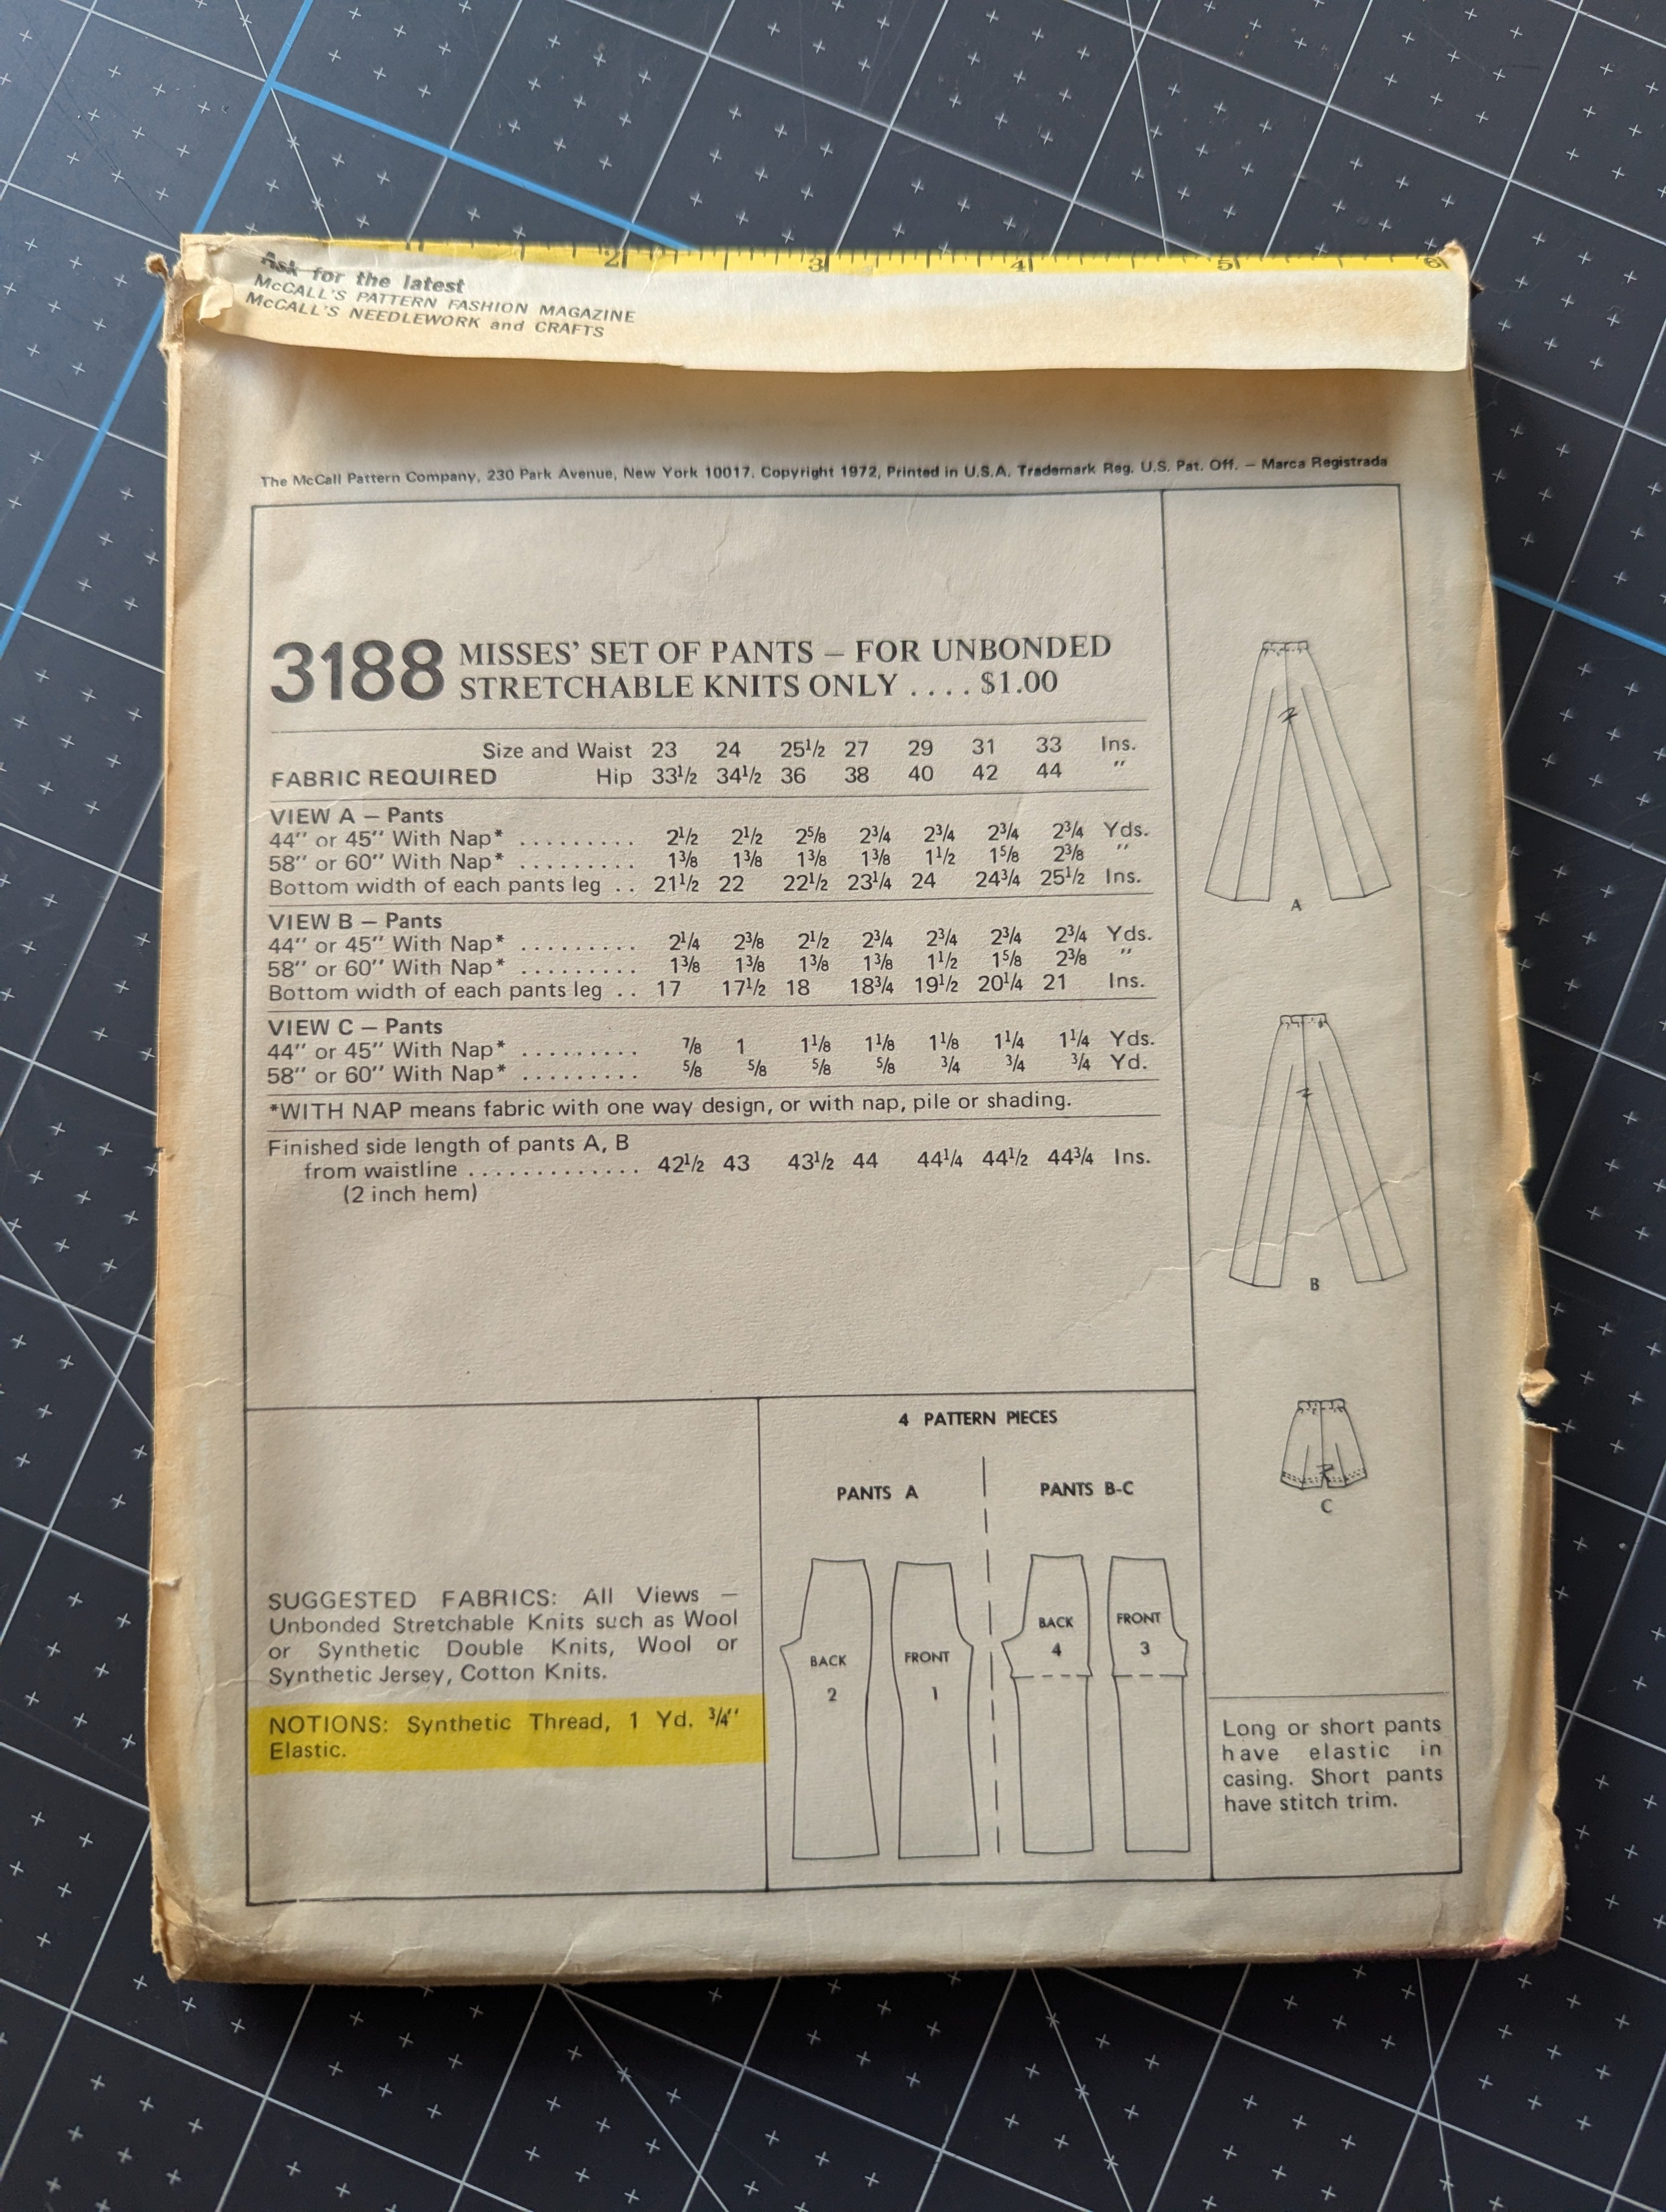 2 3 4 5 6
Ask for the latest
McCALL'S PATTERN FASHION MAGAZINE
McCALL'S NEEDLEWORK and CRAFTS
The McCall Pattern Company, 230 Park Avenue, New York 10017. Copyright 1972, Printed in U.S.A. Trademark Reg. U.S. Pat. Off. – Marca Registrada
3188 MISSES' SET OF PANTS – FOR UNBONDED
STRETCHABLE KNITS ONLY .... $1.00
Size and Waist 23 24 25½ 27 29 31 33 Ins.
FABRIC REQUIRED Hip 33½ 34½ 36 38 40 42 44 "
VIEW A – Pants
44" or 45" With Nap* ......... 2½ 2½ 2⅝ 2¾ 2¾ 2¾ 2¾ Yds.
58" or 60" With Nap* ......... 1⅜ 1⅜ 1⅜ 1⅜ 1½ 1⅝ 2⅜ "
Bottom width of each pants leg .. 21½ 22 22½ 23¼ 24 24¾ 25½ Ins.
VIEW B – Pants
44" or 45" With Nap* ......... 2¼ 2⅜ 2½ 2¾ 2¾ 2¾ 2¾ Yds.
58" or 60" With Nap* ......... 1⅜ 1⅜ 1⅜ 1⅜ 1½ 1⅝ 2⅜ "
Bottom width of each pants leg .. 17 17½ 18 18¾ 19½ 20¼ 21 Ins.
VIEW C – Pants
44" or 45" With Nap* ......... ⅞ 1 1⅛ 1⅛ 1⅛ 1¼ 1¼ Yds.
58" or 60" With Nap* ......... ⅝ ⅝ ⅝ ⅝ ¾ ¾ ¾ Yd.
*WITH NAP means fabric with one way design, or with nap, pile or shading.
Finished side length of pants A, B
from waistline ............. 42½ 43 43½ 44 44¼ 44½ 44¾ Ins.
(2 inch hem)
A
B
C
SUGGESTED FABRICS: All Views –
Unbonded Stretchable Knits such as Wool
or Synthetic Double Knits, Wool or
Synthetic Jersey, Cotton Knits.
NOTIONS: Synthetic Thread, 1 Yd. ¾"
Elastic.
4 PATTERN PIECES
PANTS A
PANTS B-C
BACK
2
FRONT
1
BACK
4
FRONT
3
Long or short pants
have elastic in
casing. Short pants
have stitch trim.